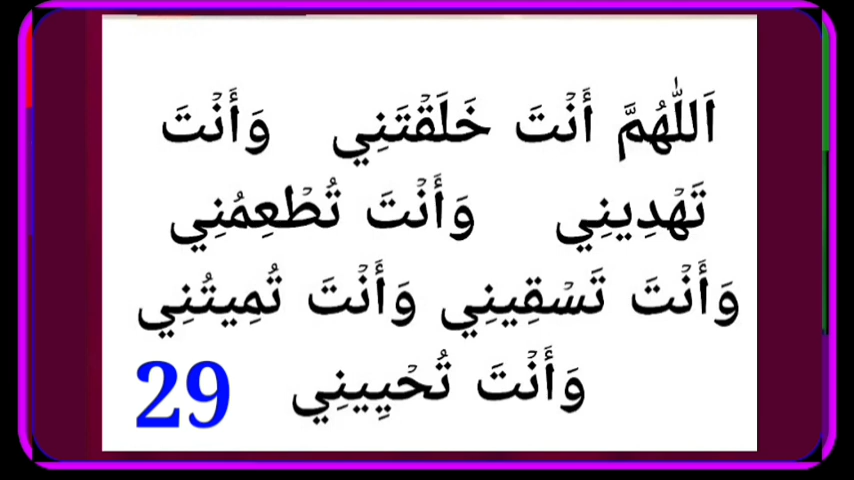 اَللّٰهُمَّ أَنْتَ خَلَقْتَنِي وَأَنْتَ
تَهْدِينِي وَأَنْتَ تُطْعِمُنِي
وَأَنْتَ تَسْقِينِي وَأَنْتَ تُمِيتُنِي
وَأَنْتَ تُحْيِينِي
29